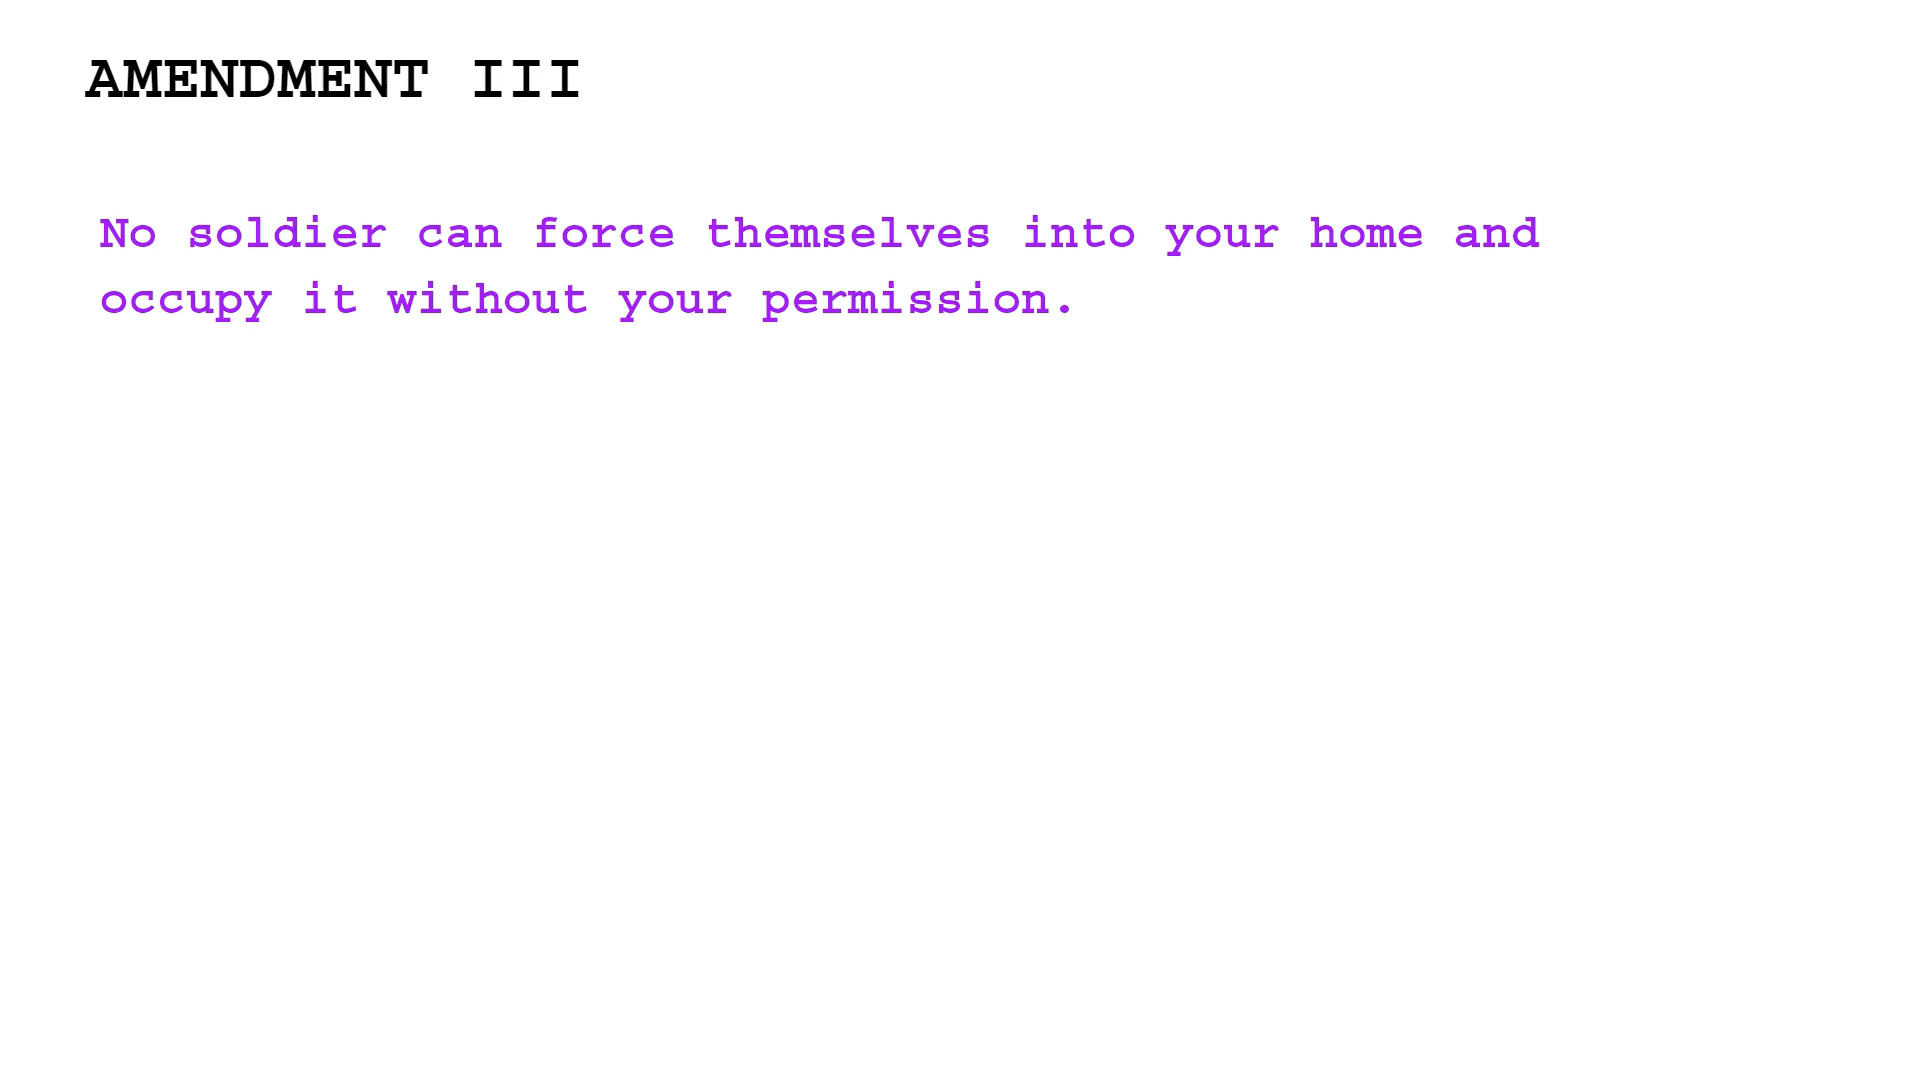 AMENDMENT III
No soldier can force themselves into your home and
occupy it without your permission.